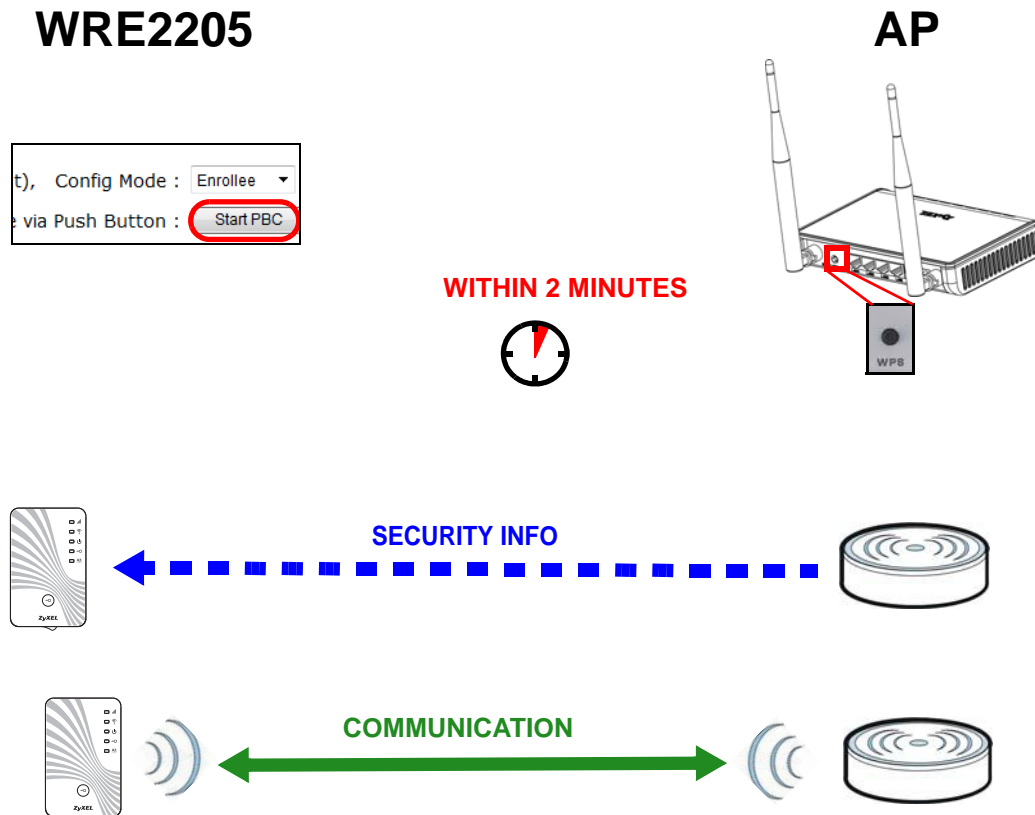 WRE2205
AP
t), Config Mode : Enrollee
e via Push Button : Start PBC
WITHIN 2 MINUTES
WPS
SECURITY INFO
ZyXEL
COMMUNICATION
ZyXEL